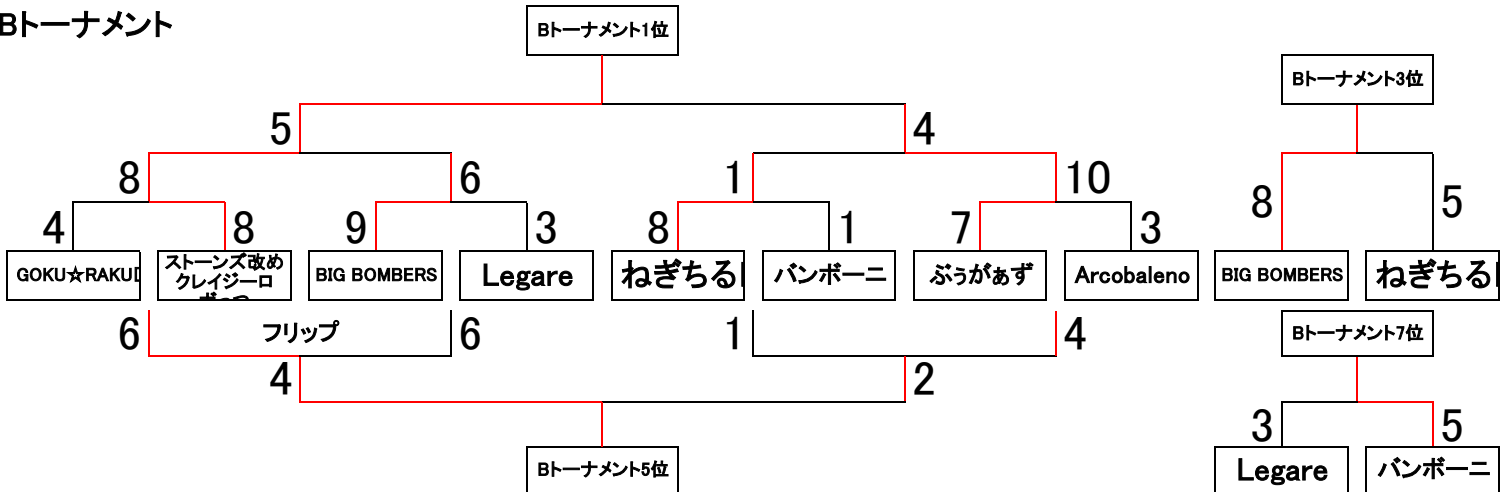 Bトーナメント
Bトーナメント1位
Bトーナメント3位
5
4
8
6
1
10
8
5
4
8
9
3
8
1
7
3
GOKU☆RAKU
ストーンズ改め
クレイジーロ
BIG BOMBERS
Legare
ねぎちる
バンボーニ
ぶぅがぁず
Arcobaleno
BIG BOMBERS
ねぎちる
6
フリップ
6
1
4
Bトーナメント7位
4
2
3
5
Bトーナメント5位
Legare
バンボーニ